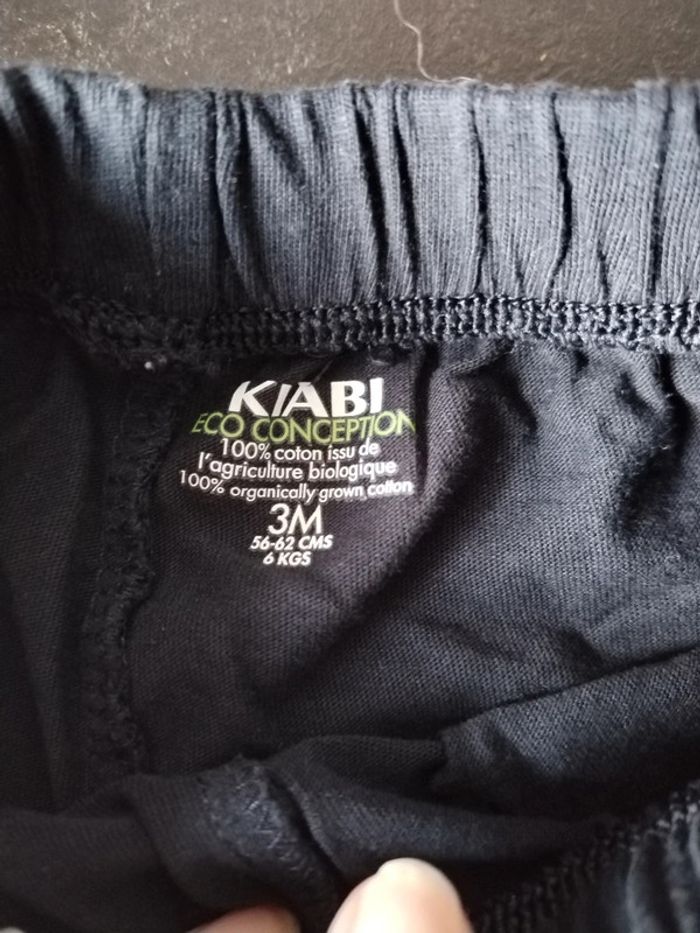 KIABI
ECO CONCEPTION
100% coton issu de
l'agriculture biologique
100% organically grown cotton
3M
56-62 CMS
6 KGS